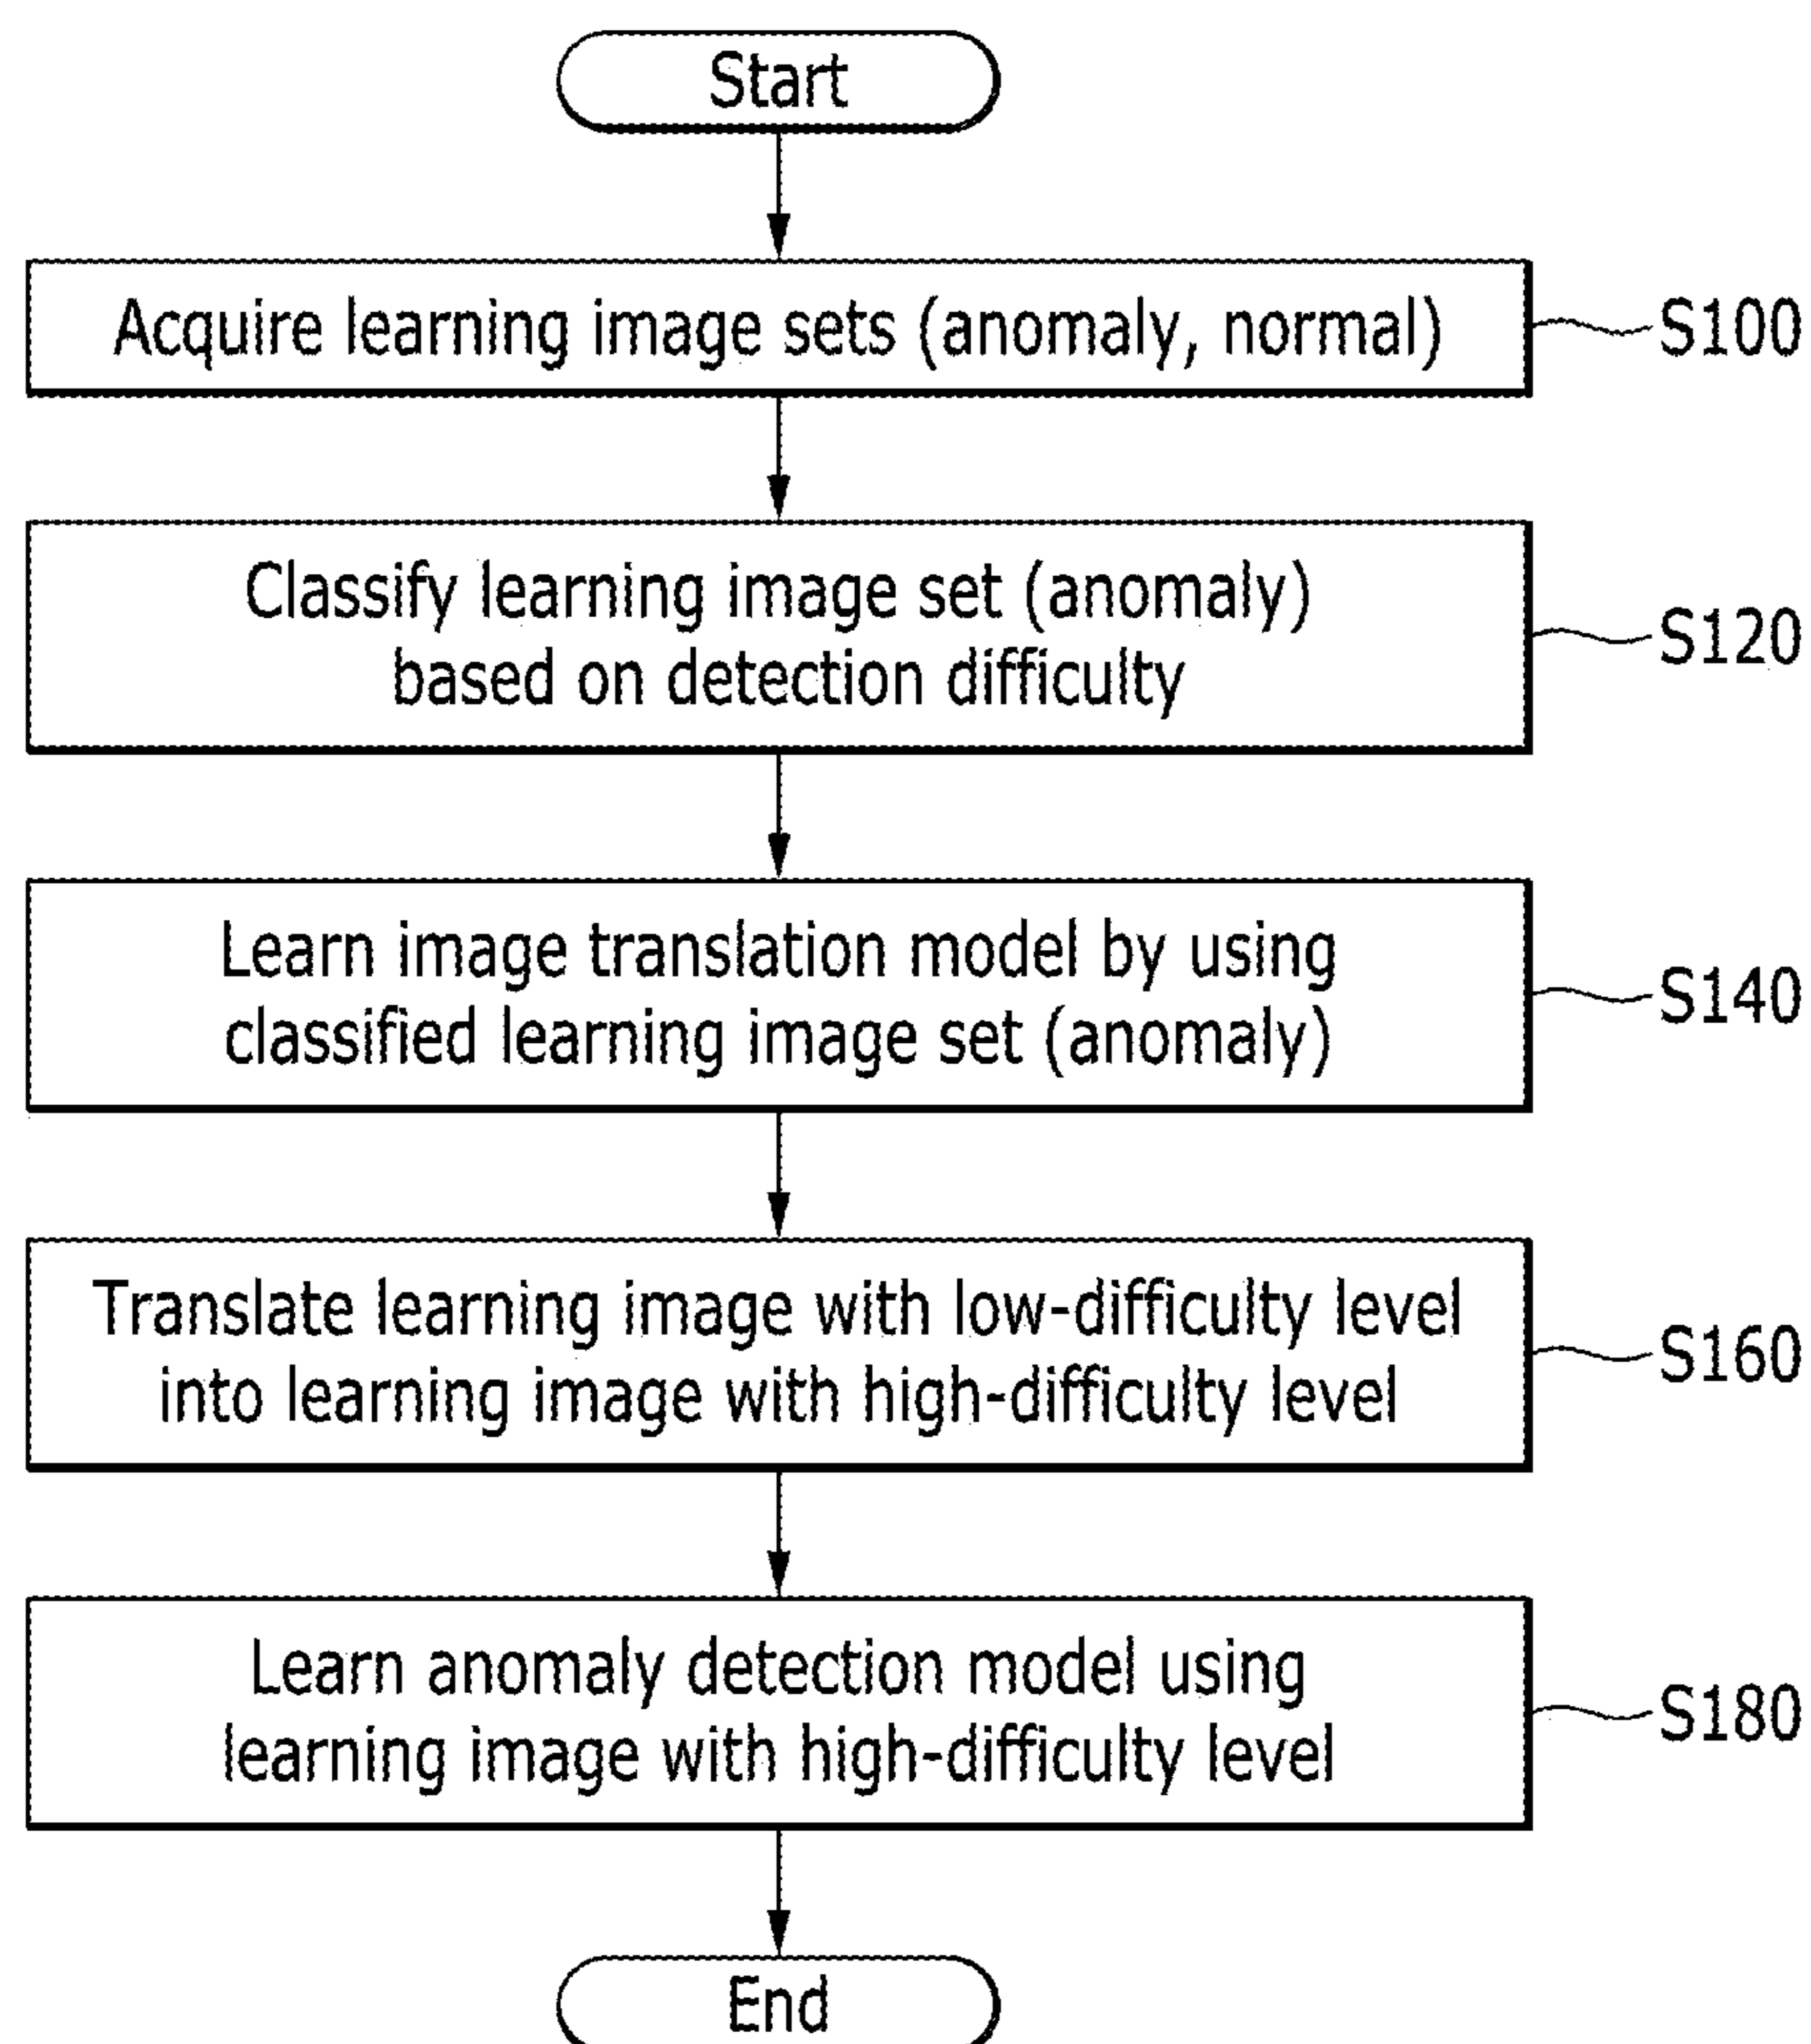 Start
Acquire learning image sets (anomaly, normal)
S100
Classify learning image set (anomaly)
based on detection difficulty
S120
Learn image translation model by using
classified learning image set (anomaly)
S140
Translate learning image with low-difficulty level
into learning image with high-difficulty level
S160
Learn anomaly detection model using
learning image with high-difficulty level
S180
End